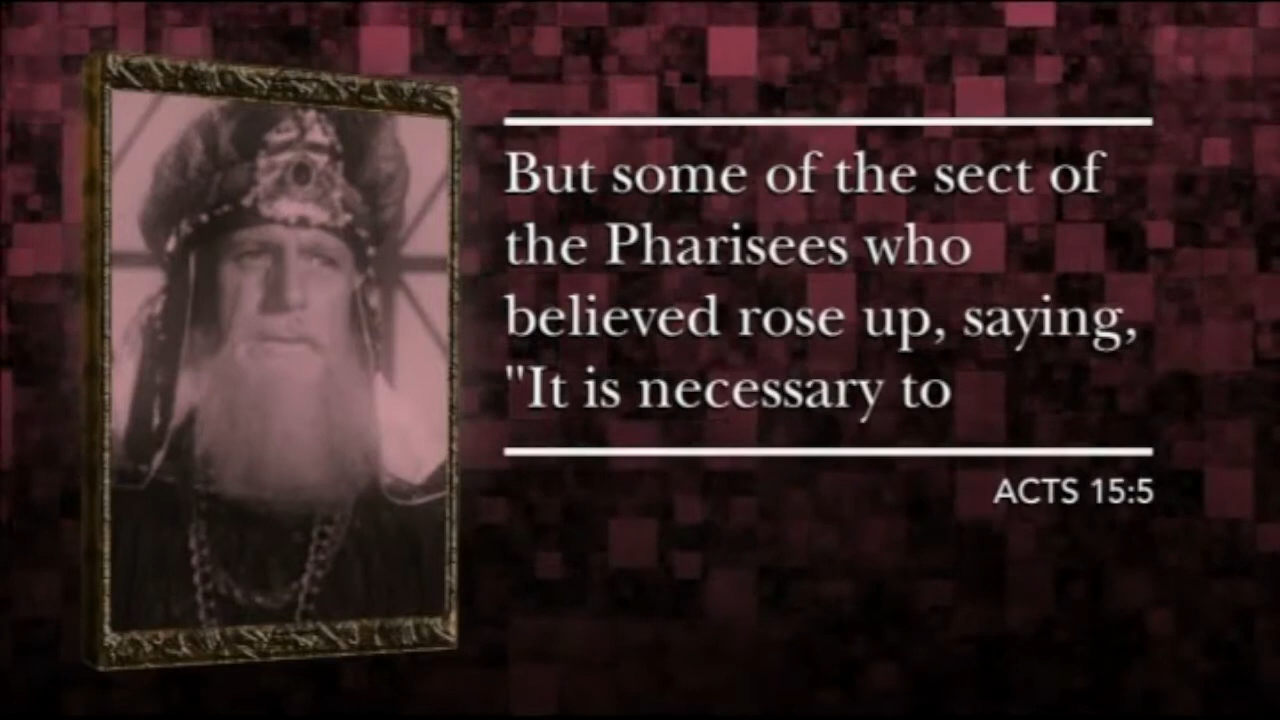 But some of the sect of
the Pharisees who
believed rose up, saying,
"It is necessary to
ACTS 15:5